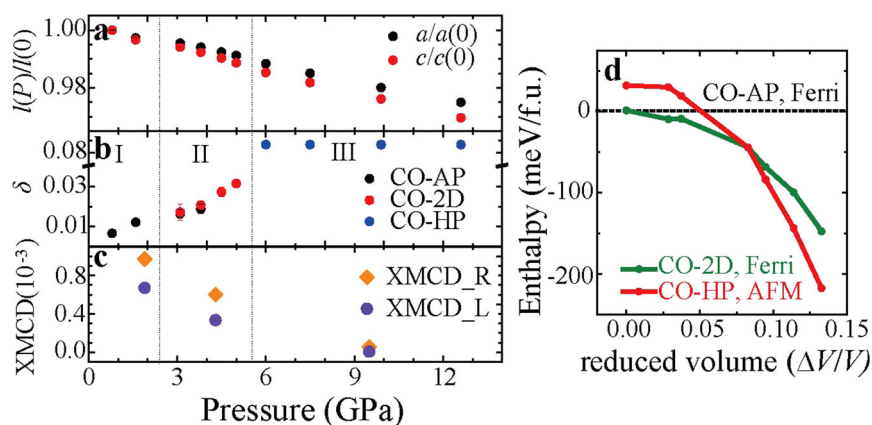 a
a/a(0)
c/c(0)
1.00
0.98
l(P)/l(0)
b
I
II
III
0.08
0.03
0.01
δ
CO-AP
CO-2D
CO-HP
c
XMCD_R
XMCD_L
0.8
0.4
0.0
XMCD(10⁻³)
0 3 6 9 12
Pressure (GPa)
d
CO-AP, Ferri
0
-100
-200
Enthalpy (meV/f.u.)
CO-2D, Ferri
CO-HP, AFM
0.00 0.05 0.10 0.15
reduced volume (ΔV/V)